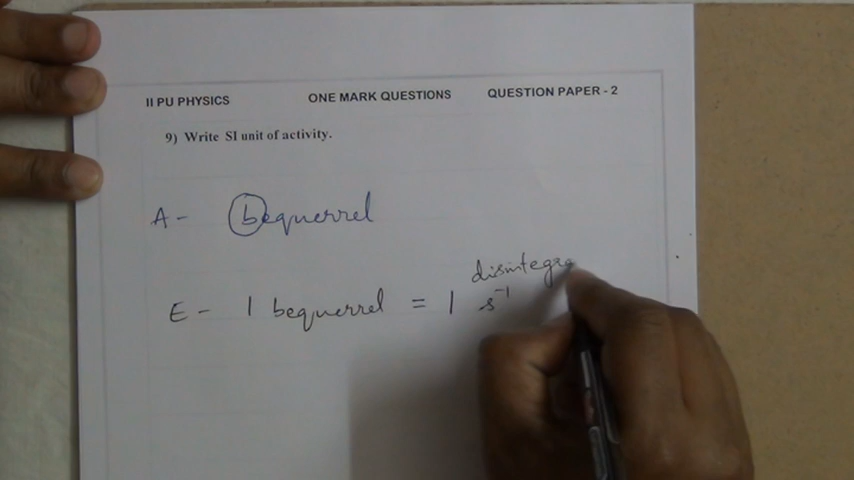 II PU PHYSICS ONE MARK QUESTIONS QUESTION PAPER - 2
9) Write SI unit of activity.
A - bequerrel
disintegra
E - 1 bequerrel = 1 s⁻¹